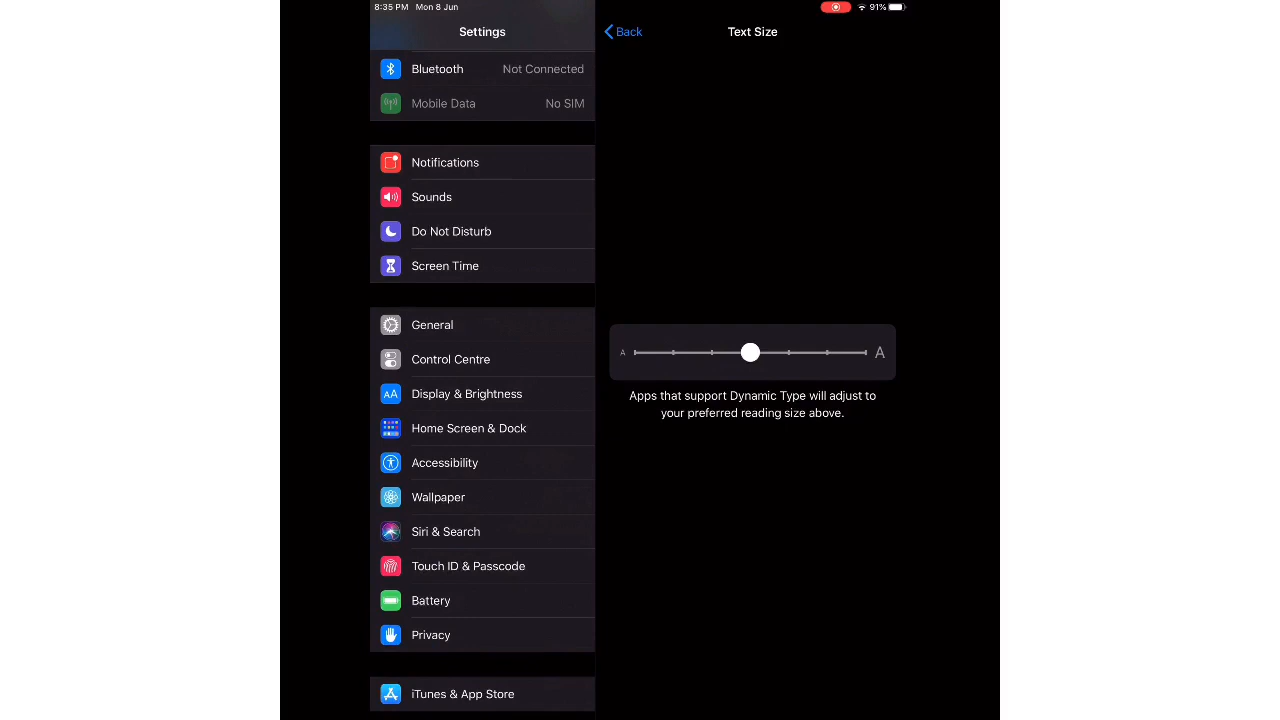 8:35 PM Mon 8 Jun
91%
Settings
Bluetooth Not Connected
Mobile Data No SIM
Notifications
Sounds
Do Not Disturb
Screen Time
General
Control Centre
AA Display & Brightness
Home Screen & Dock
Accessibility
Wallpaper
Siri & Search
Touch ID & Passcode
Battery
Privacy
iTunes & App Store
Back Text Size
A A
Apps that support Dynamic Type will adjust to
your preferred reading size above.